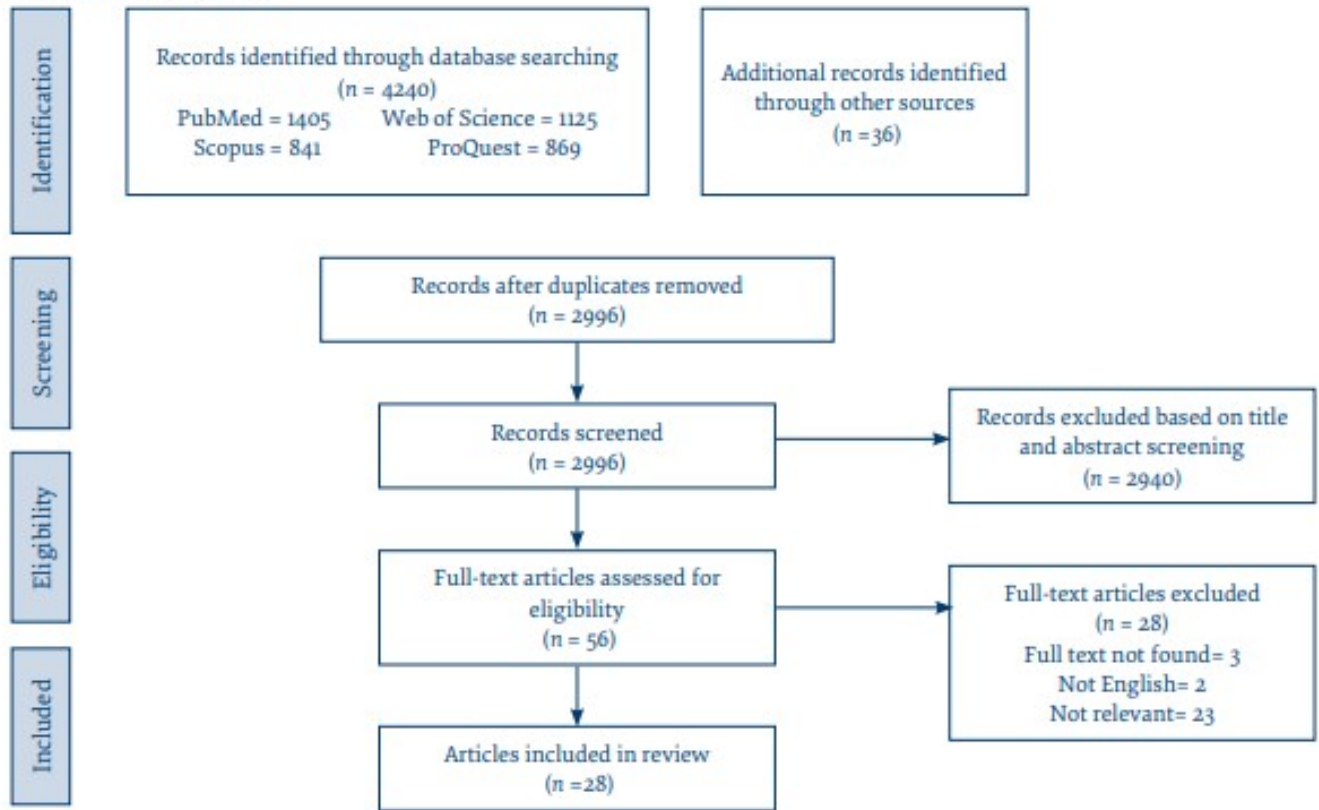 Identification
Records identified through database searching
(n = 4240)
PubMed = 1405 Web of Science = 1125
Scopus = 841 ProQuest = 869
Additional records identified
through other sources
(n =36)
Screening
Records after duplicates removed
(n = 2996)
Records screened
(n = 2996)
Records excluded based on title
and abstract screening
(n = 2940)
Eligibility
Full-text articles assessed for
eligibility
(n = 56)
Full-text articles excluded
(n = 28)
Full text not found= 3
Not English= 2
Not relevant= 23
Included
Articles included in review
(n =28)